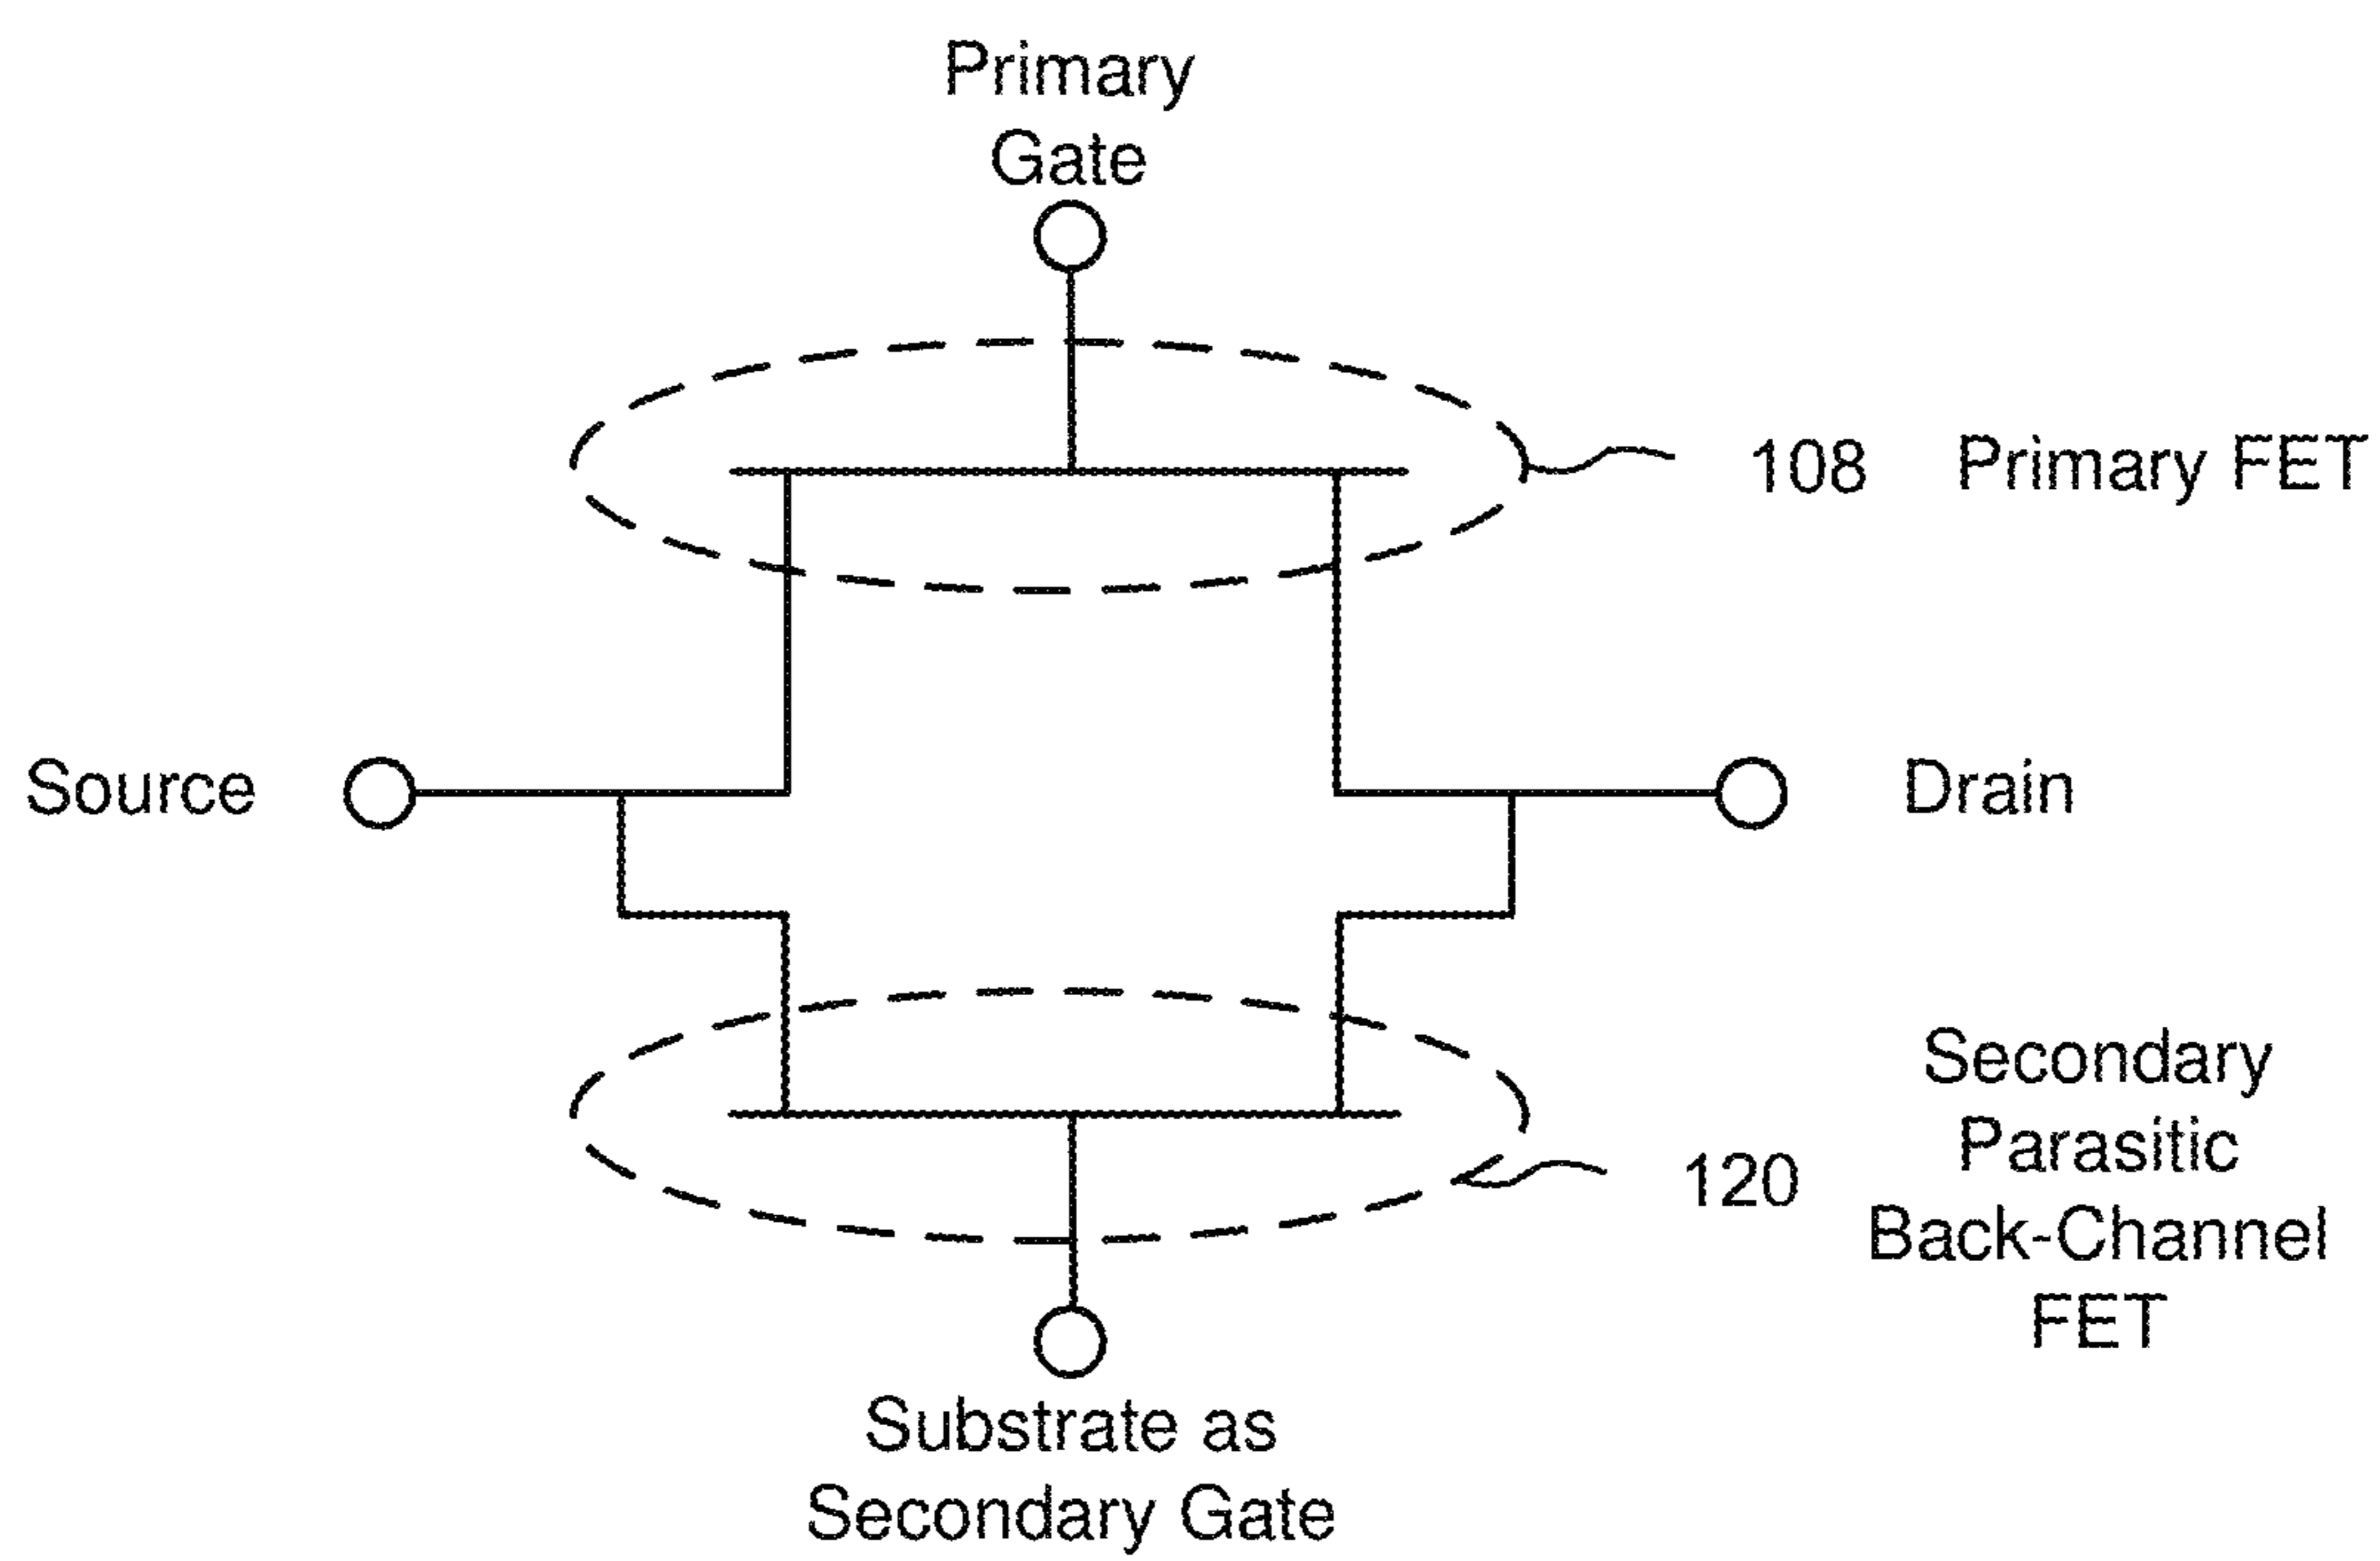 Primary
Gate
108 Primary FET
Source
Drain
Secondary
Parasitic
120
Back-Channel
FET
Substrate as
Secondary Gate